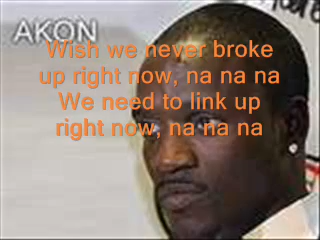 AKON
Wish we never broke
up right now, na na na
We need to link up
right now, na na na